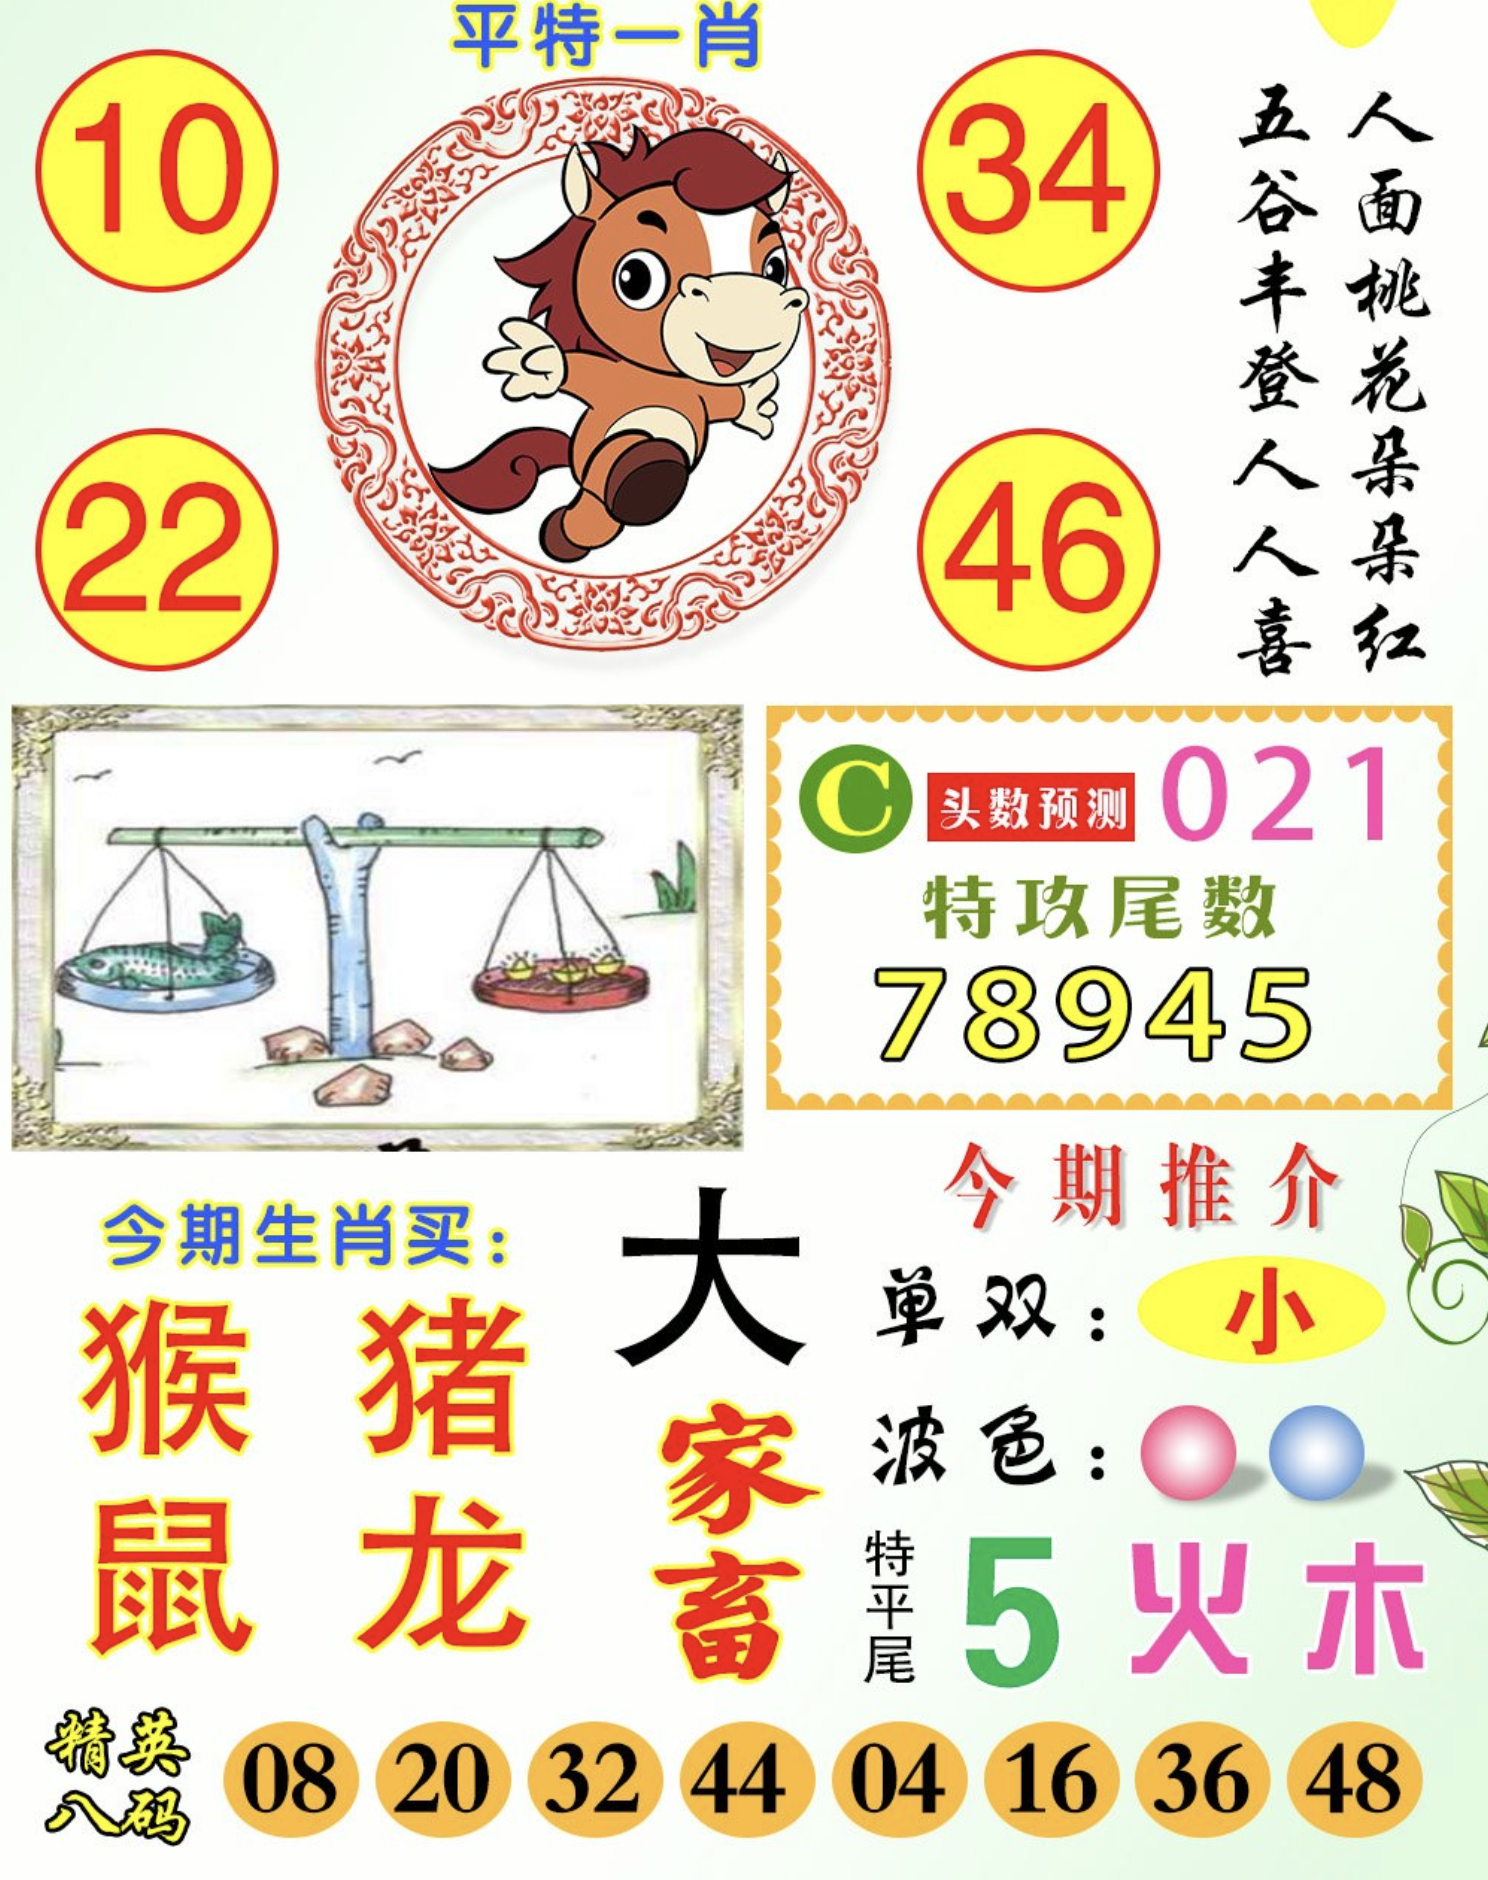 平特一肖
10
34
22
46
人面桃花朵朵红
五谷丰登人人喜
C 头数预测 021
特攻尾数
78945
今期推介
单双：小
波色：
特平尾 5 火木
今期生肖买：
猴 猪
鼠 龙
大
家畜
精英八码 08 20 32 44 04 16 36 48